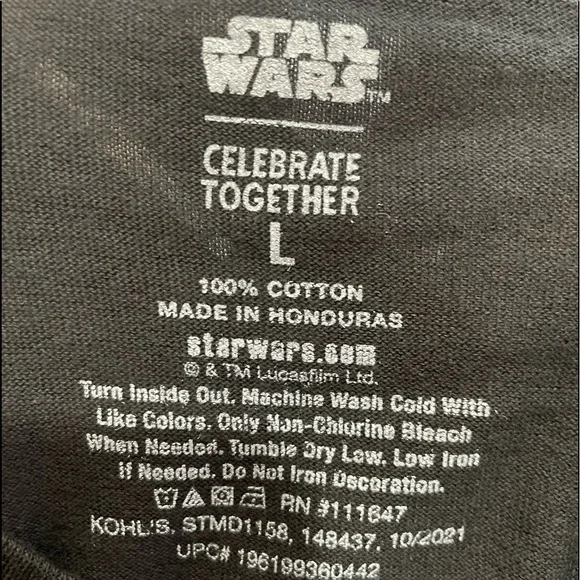 STAR
WARS
TM
CELEBRATE
TOGETHER
L
100% COTTON
MADE IN HONDURAS
starwars.com
© & TM Lucasfilm Ltd.
Turn Inside Out. Machine Wash Cold With
Like Colors. Only Non-Chlorine Bleach
When Needed. Tumble Dry Low. Low Iron
if Needed. Do Not Iron Decoration.
RN #111647
KOHL'S, STMD1158, 148437, 10/2021
UPC# 196199360442